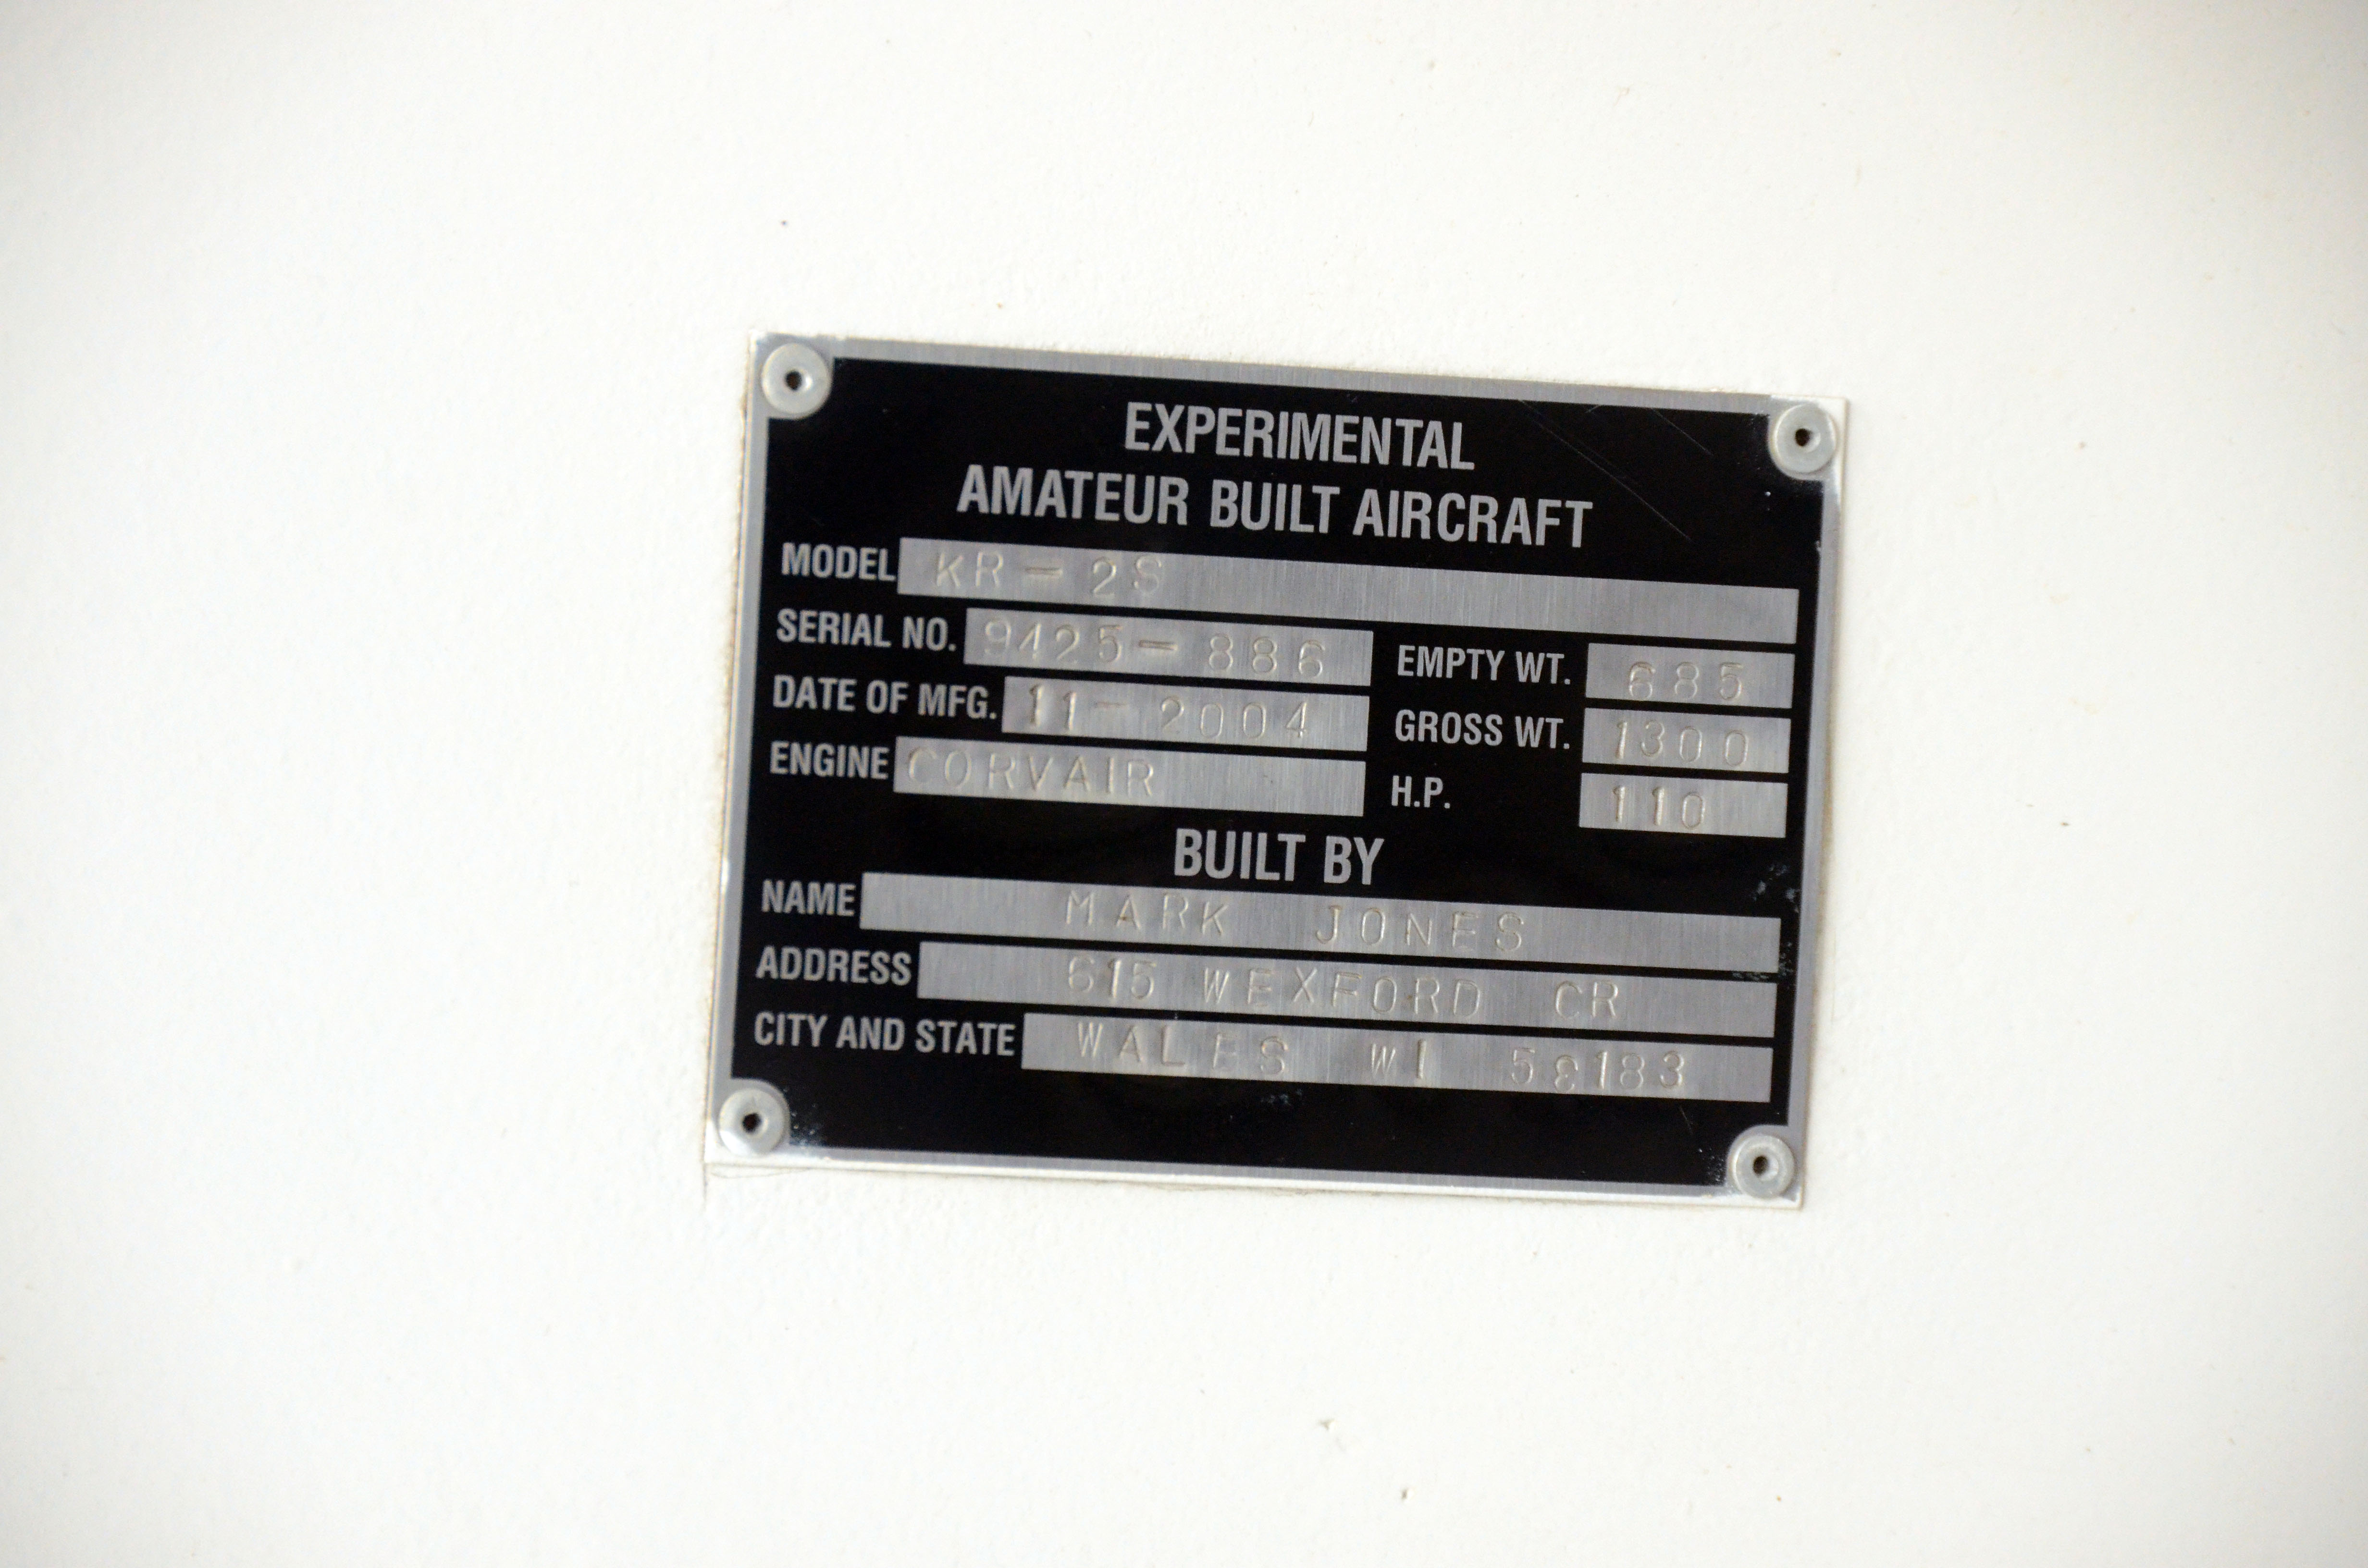 EXPERIMENTAL
AMATEUR BUILT AIRCRAFT
MODEL KR-2S
SERIAL NO. 9425-886 EMPTY WT. 685
DATE OF MFG. 11-2004 GROSS WT. 1300
ENGINE CORVAIR H.P. 110
BUILT BY
NAME MARK JONES
ADDRESS 615 WEXFORD CR
CITY AND STATE WALES WI